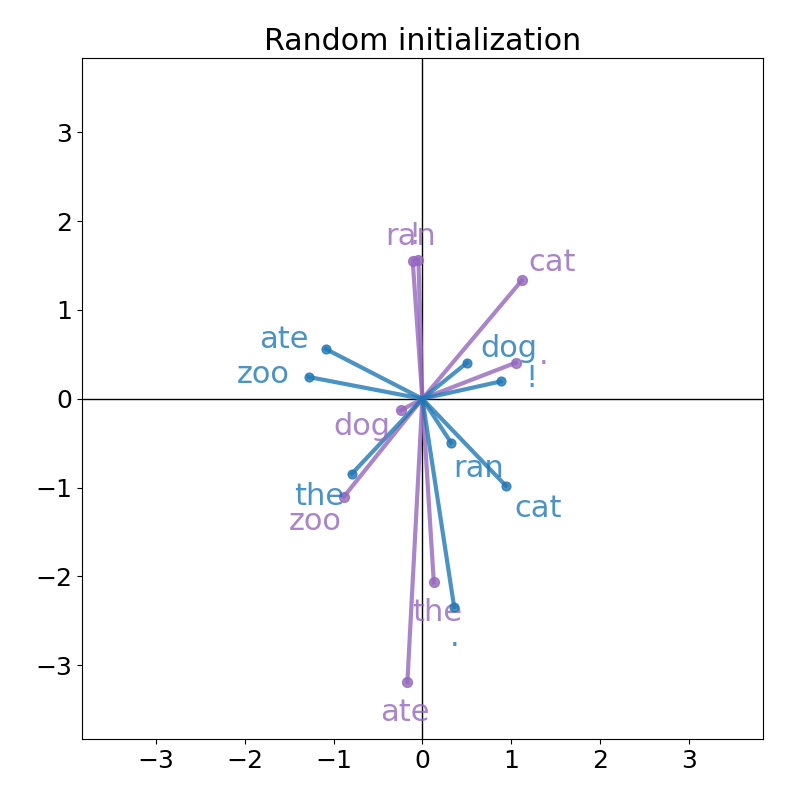 Random initialization
3
2
ran
!
cat
1
ate
dog
.
zoo
!
0
dog
ran
−1
the
cat
zoo
−2
the
.
−3
ate
−3 −2 −1 0 1 2 3